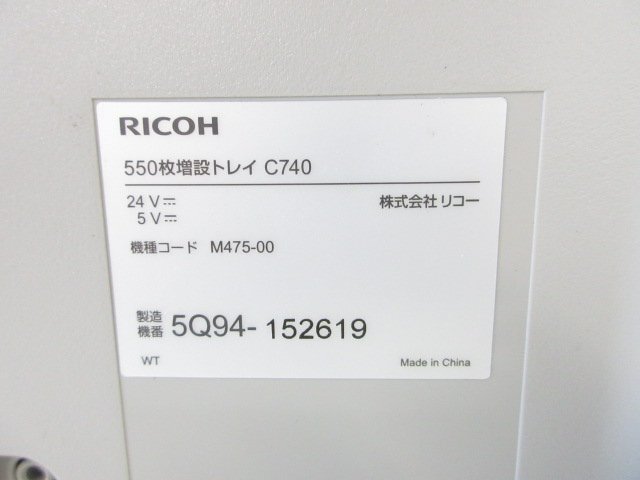 RICOH
550枚増設トレイ C740
24 V⎓ 株式会社 リコー
5 V⎓
機種コード M475-00
製造
機番 5Q94-152619
WT Made in China